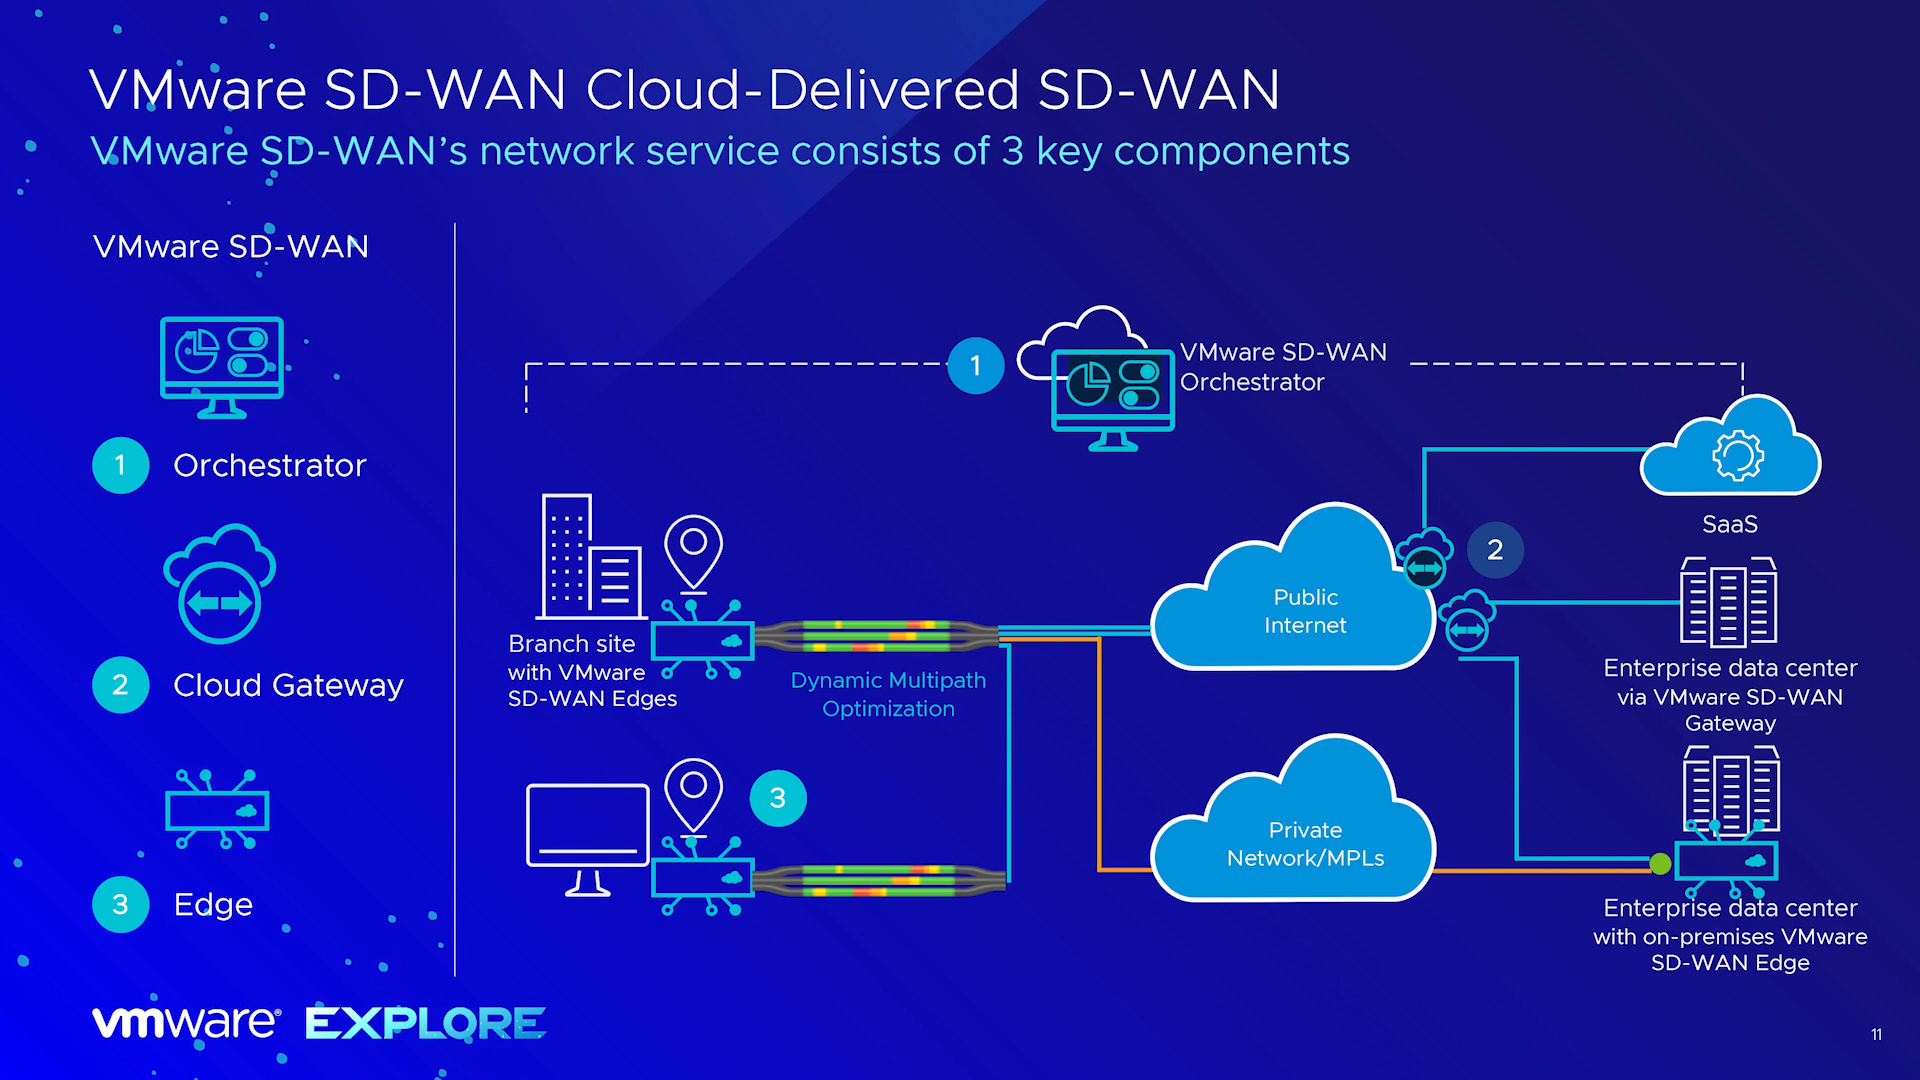 VMware SD-WAN Cloud-Delivered SD-WAN
VMware SD-WAN’s network service consists of 3 key components
VMware SD-WAN
1 Orchestrator
2 Cloud Gateway
3 Edge
1
VMware SD-WAN
Orchestrator
SaaS
2
Public
Internet
Branch site
with VMware
SD-WAN Edges
Dynamic Multipath
Optimization
Enterprise data center
via VMware SD-WAN
Gateway
3
Private
Network/MPLs
Enterprise data center
with on-premises VMware
SD-WAN Edge
vmware® EXPLORE
11